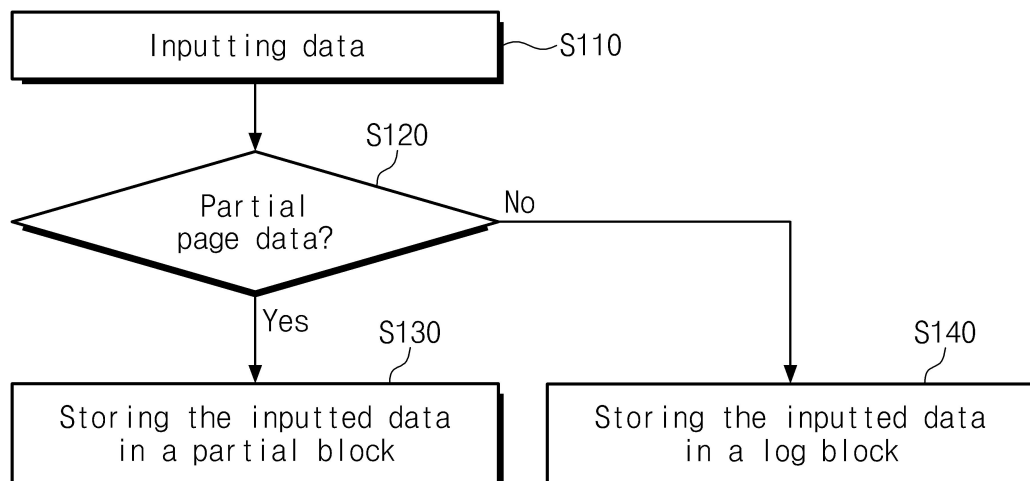 Inputting data
S110
S120
Partial
page data?
No
Yes
S130
Storing the inputted data
in a partial block
S140
Storing the inputted data
in a log block